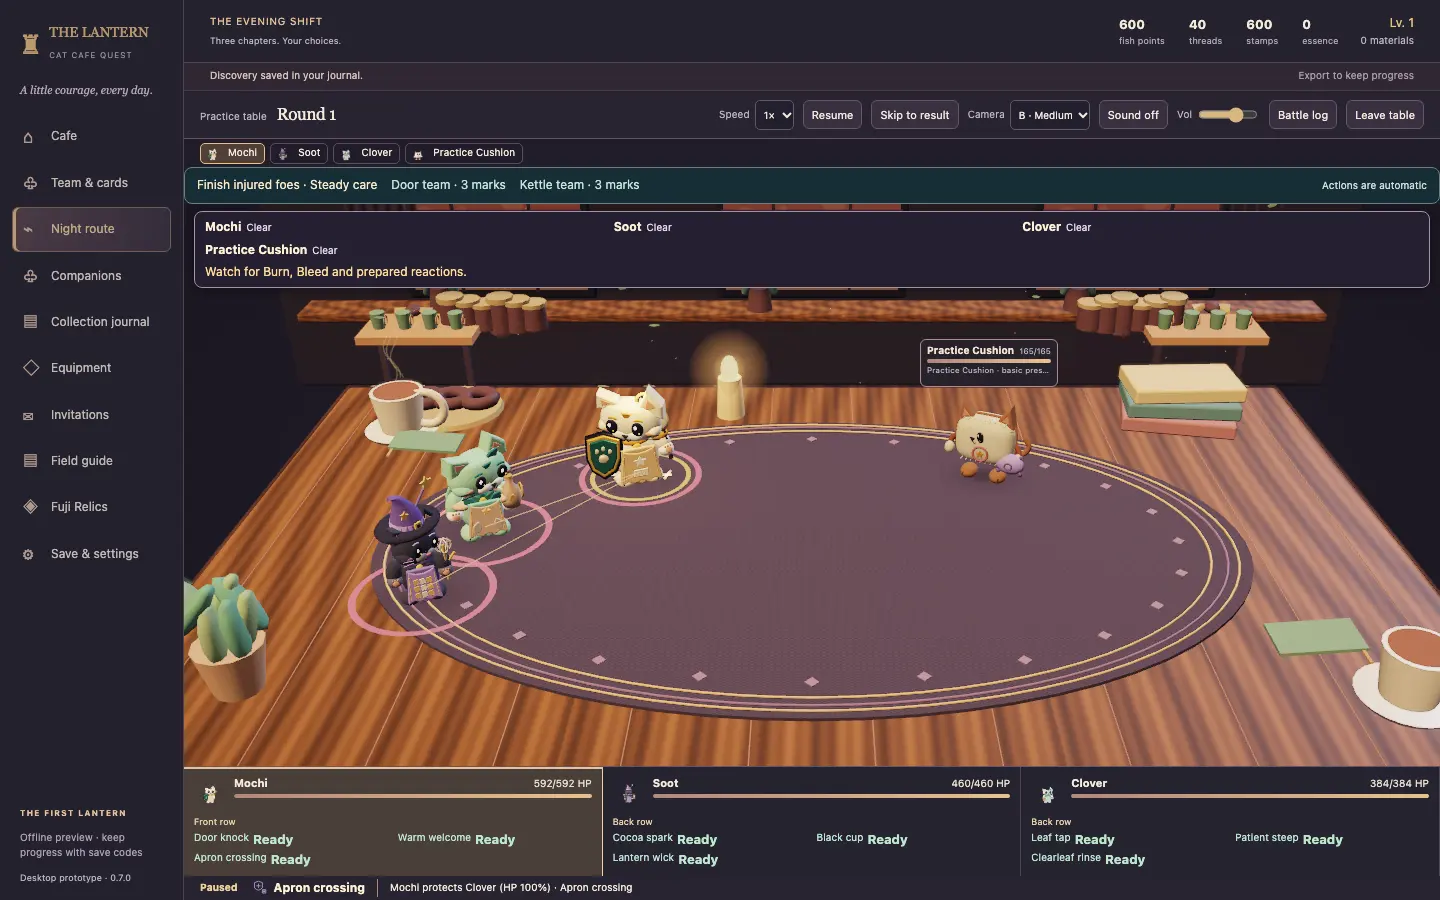 THE LANTERN
CAT CAFE QUEST
A little courage, every day.
Cafe
Team & cards
Night route
Companions
Collection journal
Equipment
Invitations
Field guide
Fuji Relics
Save & settings
THE FIRST LANTERN
Offline preview · keep
progress with save codes
Desktop prototype · 0.7.0
THE EVENING SHIFT
Three chapters. Your choices.
600 fish points
40 threads
600 stamps
0 essence
Lv. 1
0 materials
Discovery saved in your journal.
Export to keep progress
Practice table Round 1
Speed 1x Resume Skip to result Camera B · Medium Sound off Vol Battle log Leave table
Mochi Soot Clover Practice Cushion
Finish injured foes · Steady care Door team · 3 marks Kettle team · 3 marks Actions are automatic
Mochi Clear Soot Clear Clover Clear
Practice Cushion Clear
Watch for Burn, Bleed and prepared reactions.
Practice Cushion 165/165
Practice Cushion · basic pres...
Mochi 592/592 HP
Front row
Door knock Ready Warm welcome Ready
Apron crossing Ready
Soot 460/460 HP
Back row
Cocoa spark Ready Black cup Ready
Lantern wick Ready
Clover 384/384 HP
Back row
Leaf tap Ready Patient steep Ready
Clearleaf rinse Ready
Paused Apron crossing Mochi protects Clover (HP 100%) · Apron crossing